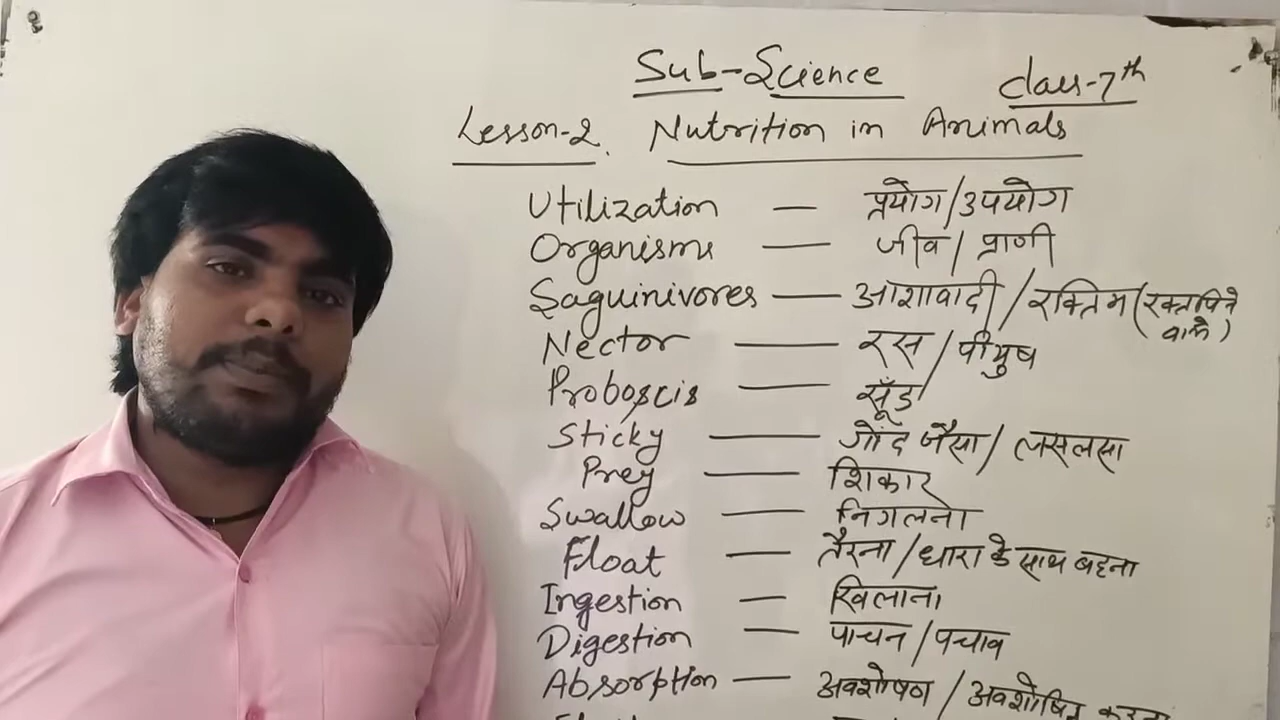 Sub-Science Class-7th
Lesson-2. Nutrition in Animals
Utilization — प्रयोग/उपयोग
Organisms — जीव/प्राणी
Saguinivores — आशावादी/रक्तिम(रक्त पिने वाले)
Nector — रस/पीयुष
Proboscis — सूँड
Sticky — गोंद जैसा/लसलसा
Prey — शिकार
Swallow — निगलना
Float — तैरना/धारा के साथ बहना
Ingestion — खिलाना
Digestion — पाचन/पचाव
Absorption — अवशोषण/अवशोषित करना